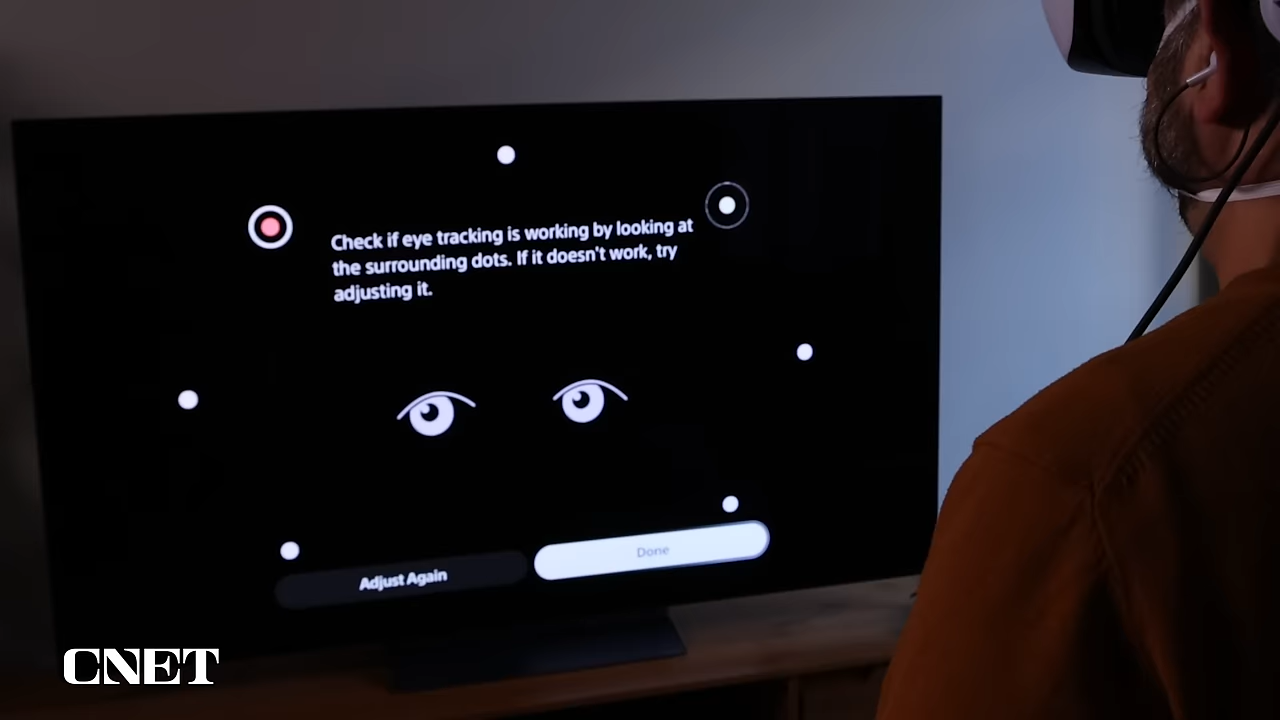 Check if eye tracking is working by looking at
the surrounding dots. If it doesn't work, try
adjusting it.
Adjust Again
Done
CNET